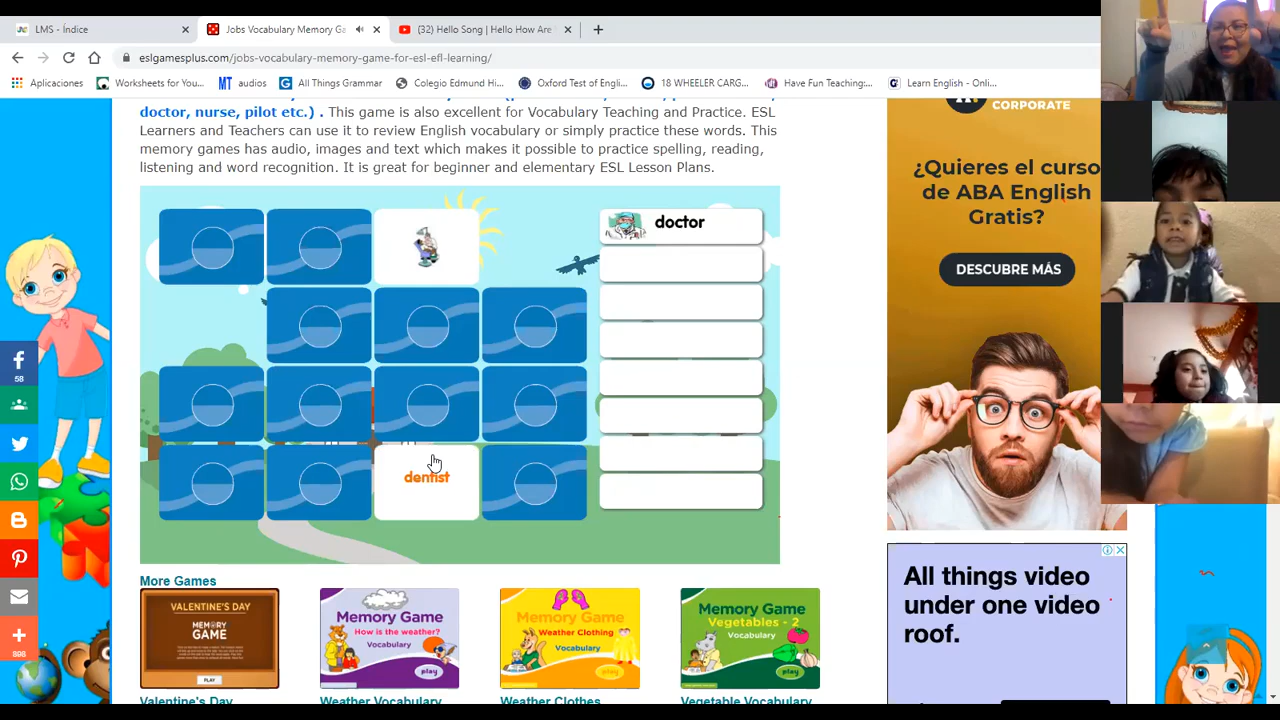 LMS - Índice
Jobs Vocabulary Memory Ga
(32) Hello Song | Hello How Are
eslgamesplus.com/jobs-vocabulary-memory-game-for-esl-efl-learning/
Aplicaciones
Worksheets for You...
MT audios
All Things Grammar
Colegio Edmund Hi...
Oxford Test of Engli...
18 WHEELER CARG...
Have Fun Teaching:...
Learn English - Onli...
doctor, nurse, pilot etc.) . This game is also excellent for Vocabulary Teaching and Practice. ESL
Learners and Teachers can use it to review English vocabulary or simply practice these words. This
memory games has audio, images and text which makes it possible to practice spelling, reading,
listening and word recognition. It is great for beginner and elementary ESL Lesson Plans.
doctor
dentist
58
898
CORPORATE
¿Quieres el curso
de ABA English
Gratis?
DESCUBRE MÁS
All things video
under one video
roof.
More Games
VALENTINE'S DAY
MEMORY
GAME
PLAY
Memory Game
How is the weather?
Vocabulary
play
Memory Game
Weather Clothing
Vocabulary
play
Memory Game
Vegetables - 2
Vocabulary
play
Valentine's Day
Weather Vocabulary
Weather Clothes
Vegetable Vocabulary